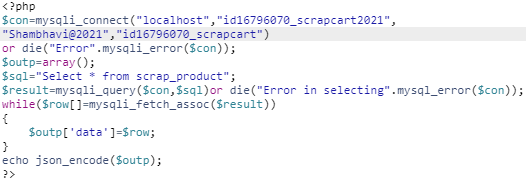 <?php
$con=mysqli_connect("localhost","id16796070_scrapcart2021",
"Shambhavi@2021","id16796070_scrapcart")
or die("Error".mysqli_error($con));
$outp=array();
$sql="Select * from scrap_product";
$result=mysqli_query($con,$sql)or die("Error in selecting".mysql_error($con));
while($row[]=mysqli_fetch_assoc($result))
{
    $outp['data']=$row;
}
echo json_encode($outp);
?>